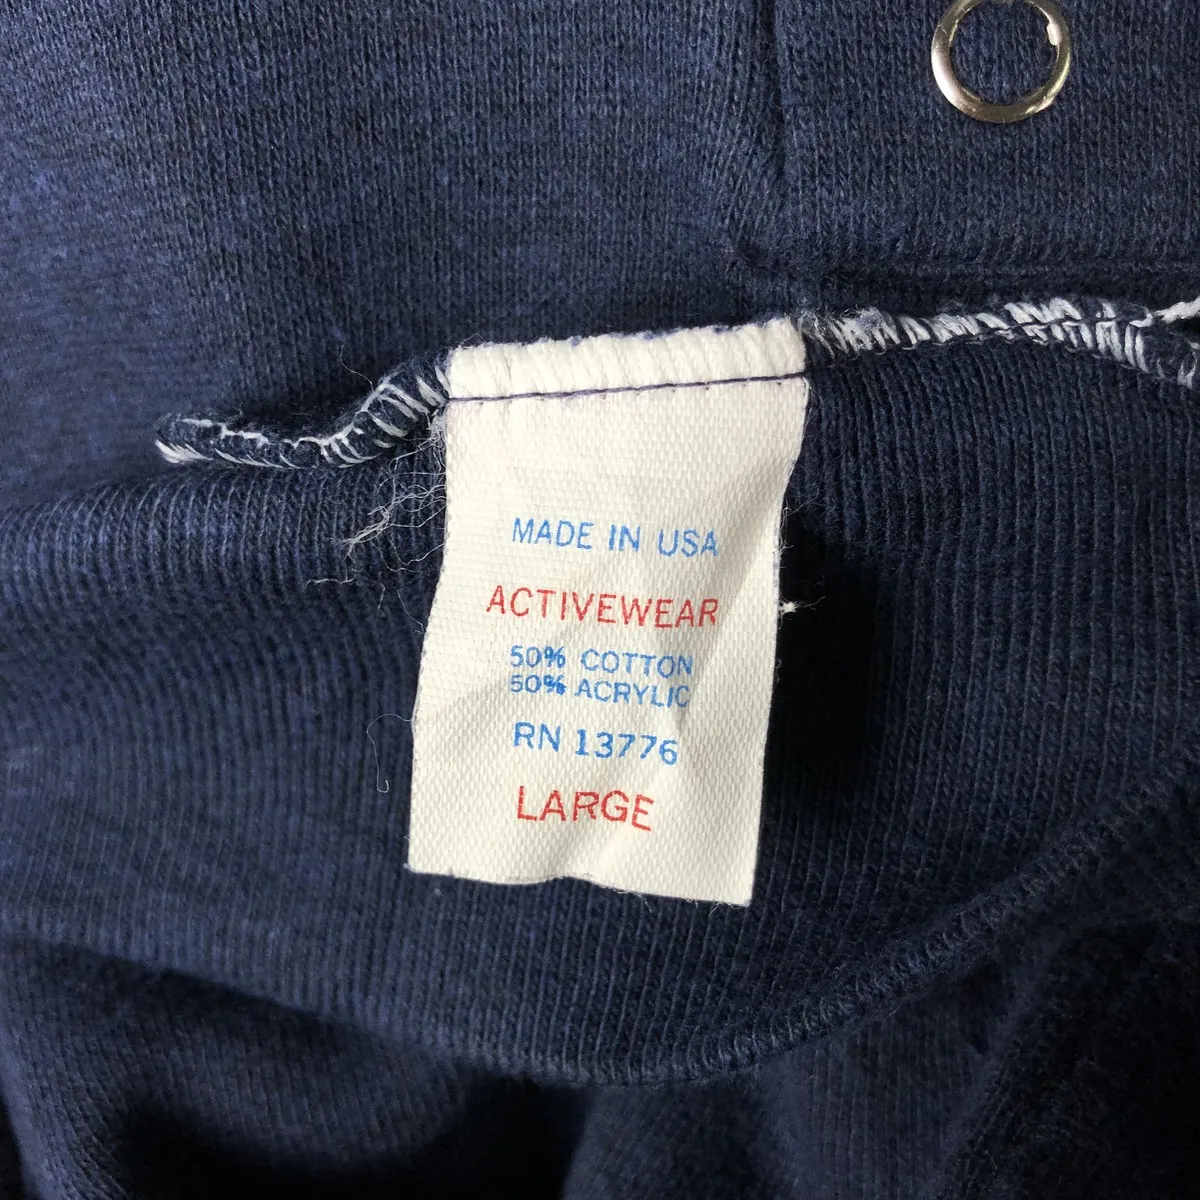 MADE IN USA
ACTIVEWEAR
50% COTTON
50% ACRYLIC
RN 13776
LARGE